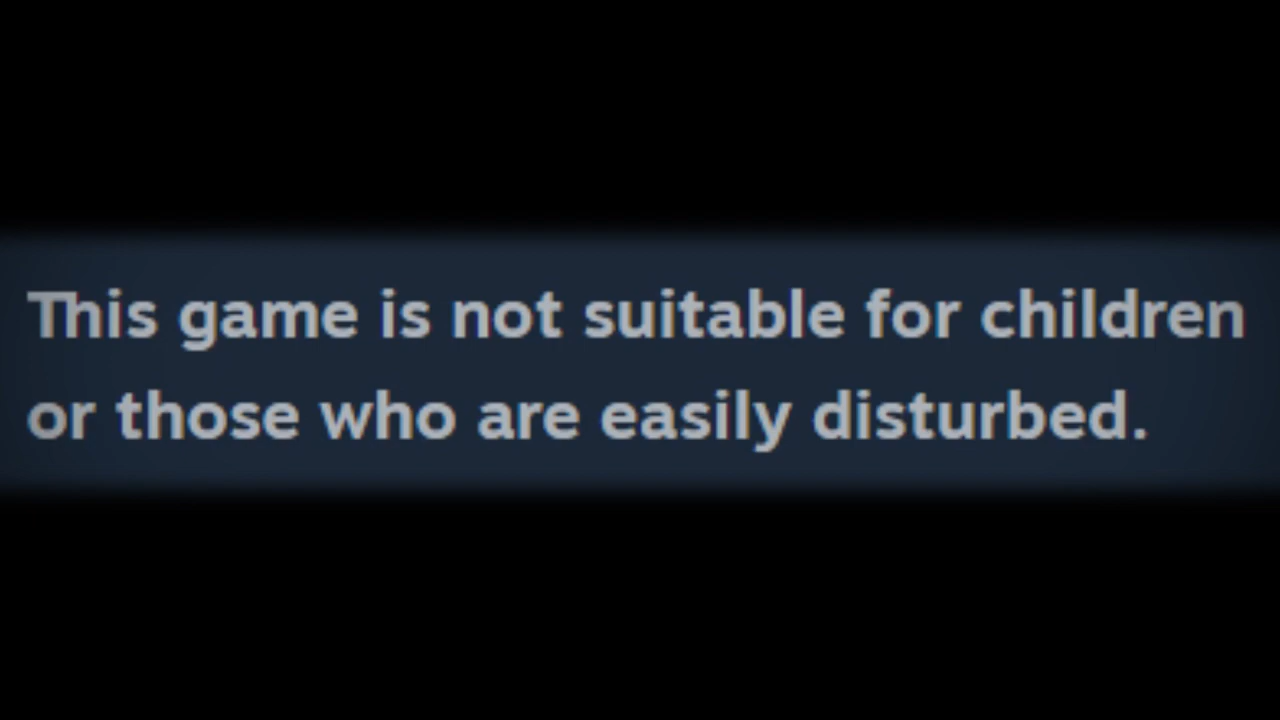 This game is not suitable for children
or those who are easily disturbed.